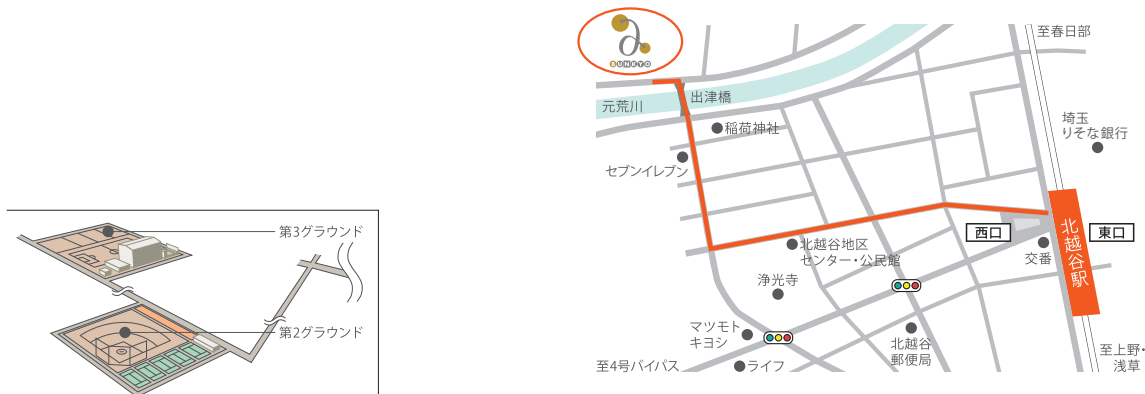 BUNKYO
至春日部
出津橋
元荒川
稲荷神社
埼玉
りそな銀行
セブンイレブン
第3グラウンド
西口
東口
北越谷駅
北越谷地区
センター・公民館
交番
浄光寺
マツモト
キヨシ
第2グラウンド
北越谷
郵便局
至4号バイパス
ライフ
至上野・
浅草